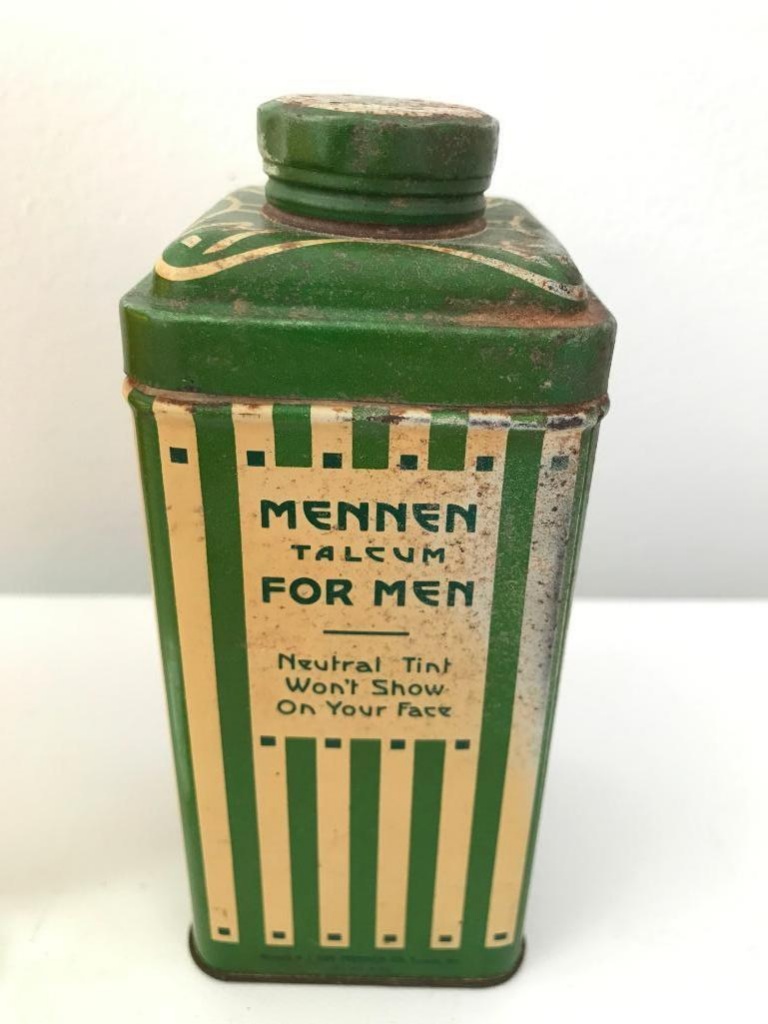 MENNEN
TALCUM
FOR MEN
Neutral Tint
Won't Show
On Your Face